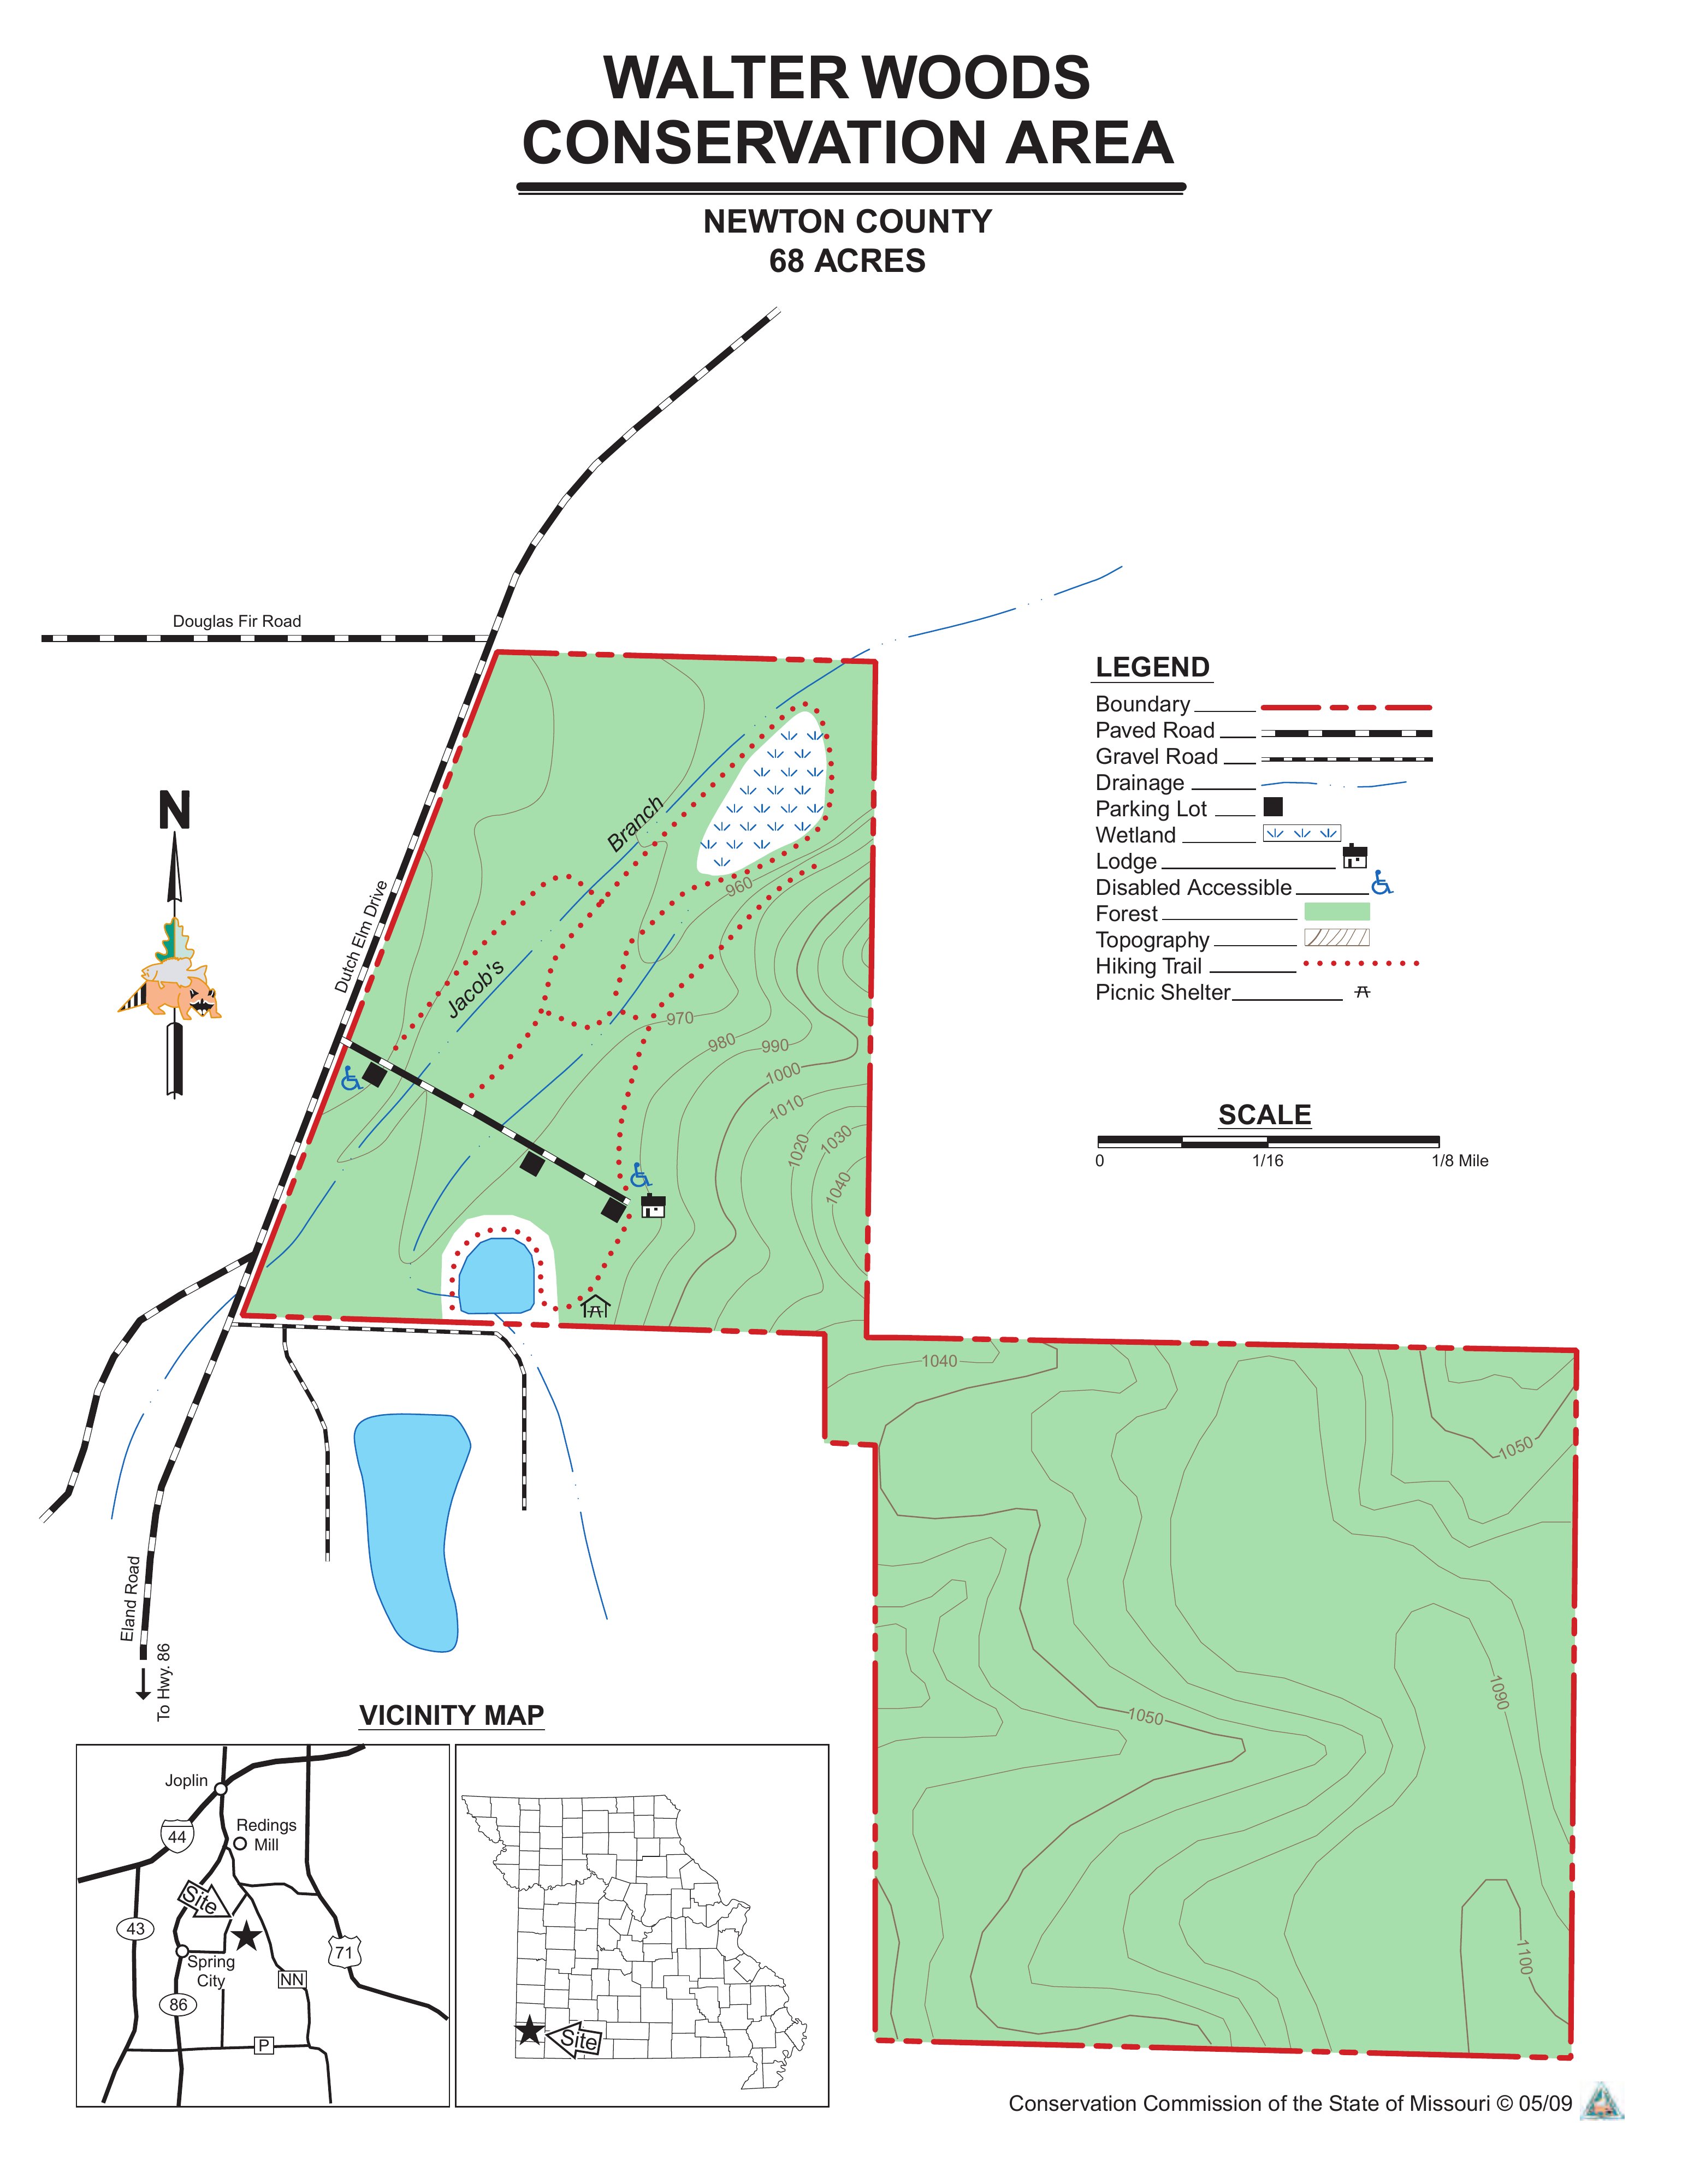 WALTER WOODS
CONSERVATION AREA
NEWTON COUNTY
68 ACRES
Douglas Fir Road
Dutch Elm Drive
N
Branch
Jacob's
960
970
980
990
1000
1010
1020
1030
1040
LEGEND
Boundary
Paved Road
Gravel Road
Drainage
Parking Lot
Wetland
Lodge
Disabled Accessible
Forest
Topography
Hiking Trail
Picnic Shelter
SCALE
0 1/16 1/8 Mile
1040
1050
1050
1090
1100
Eland Road
To Hwy. 86
VICINITY MAP
Joplin
44
Redings
Mill
Site
43
Spring
City
71
NN
86
P
Site
Conservation Commission of the State of Missouri © 05/09